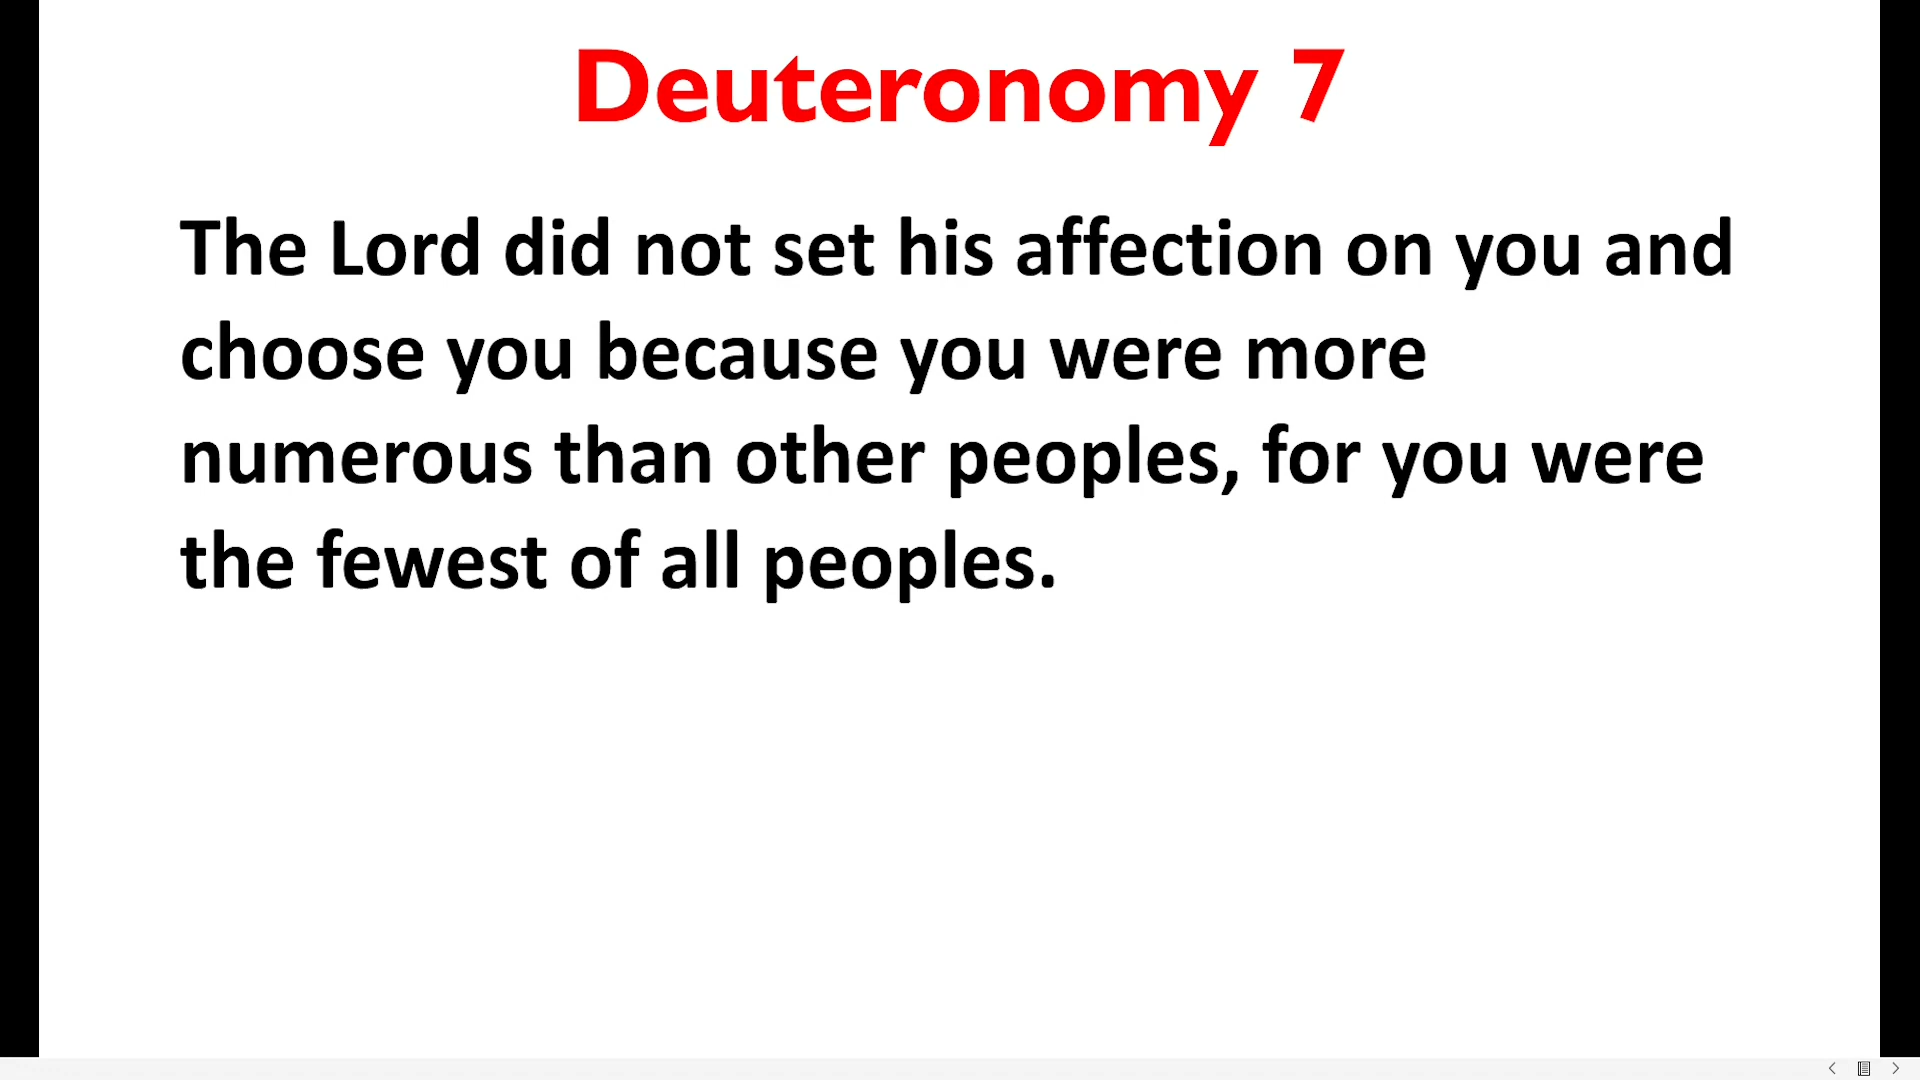 Deuteronomy 7
The Lord did not set his affection on you and
choose you because you were more
numerous than other peoples, for you were
the fewest of all peoples.